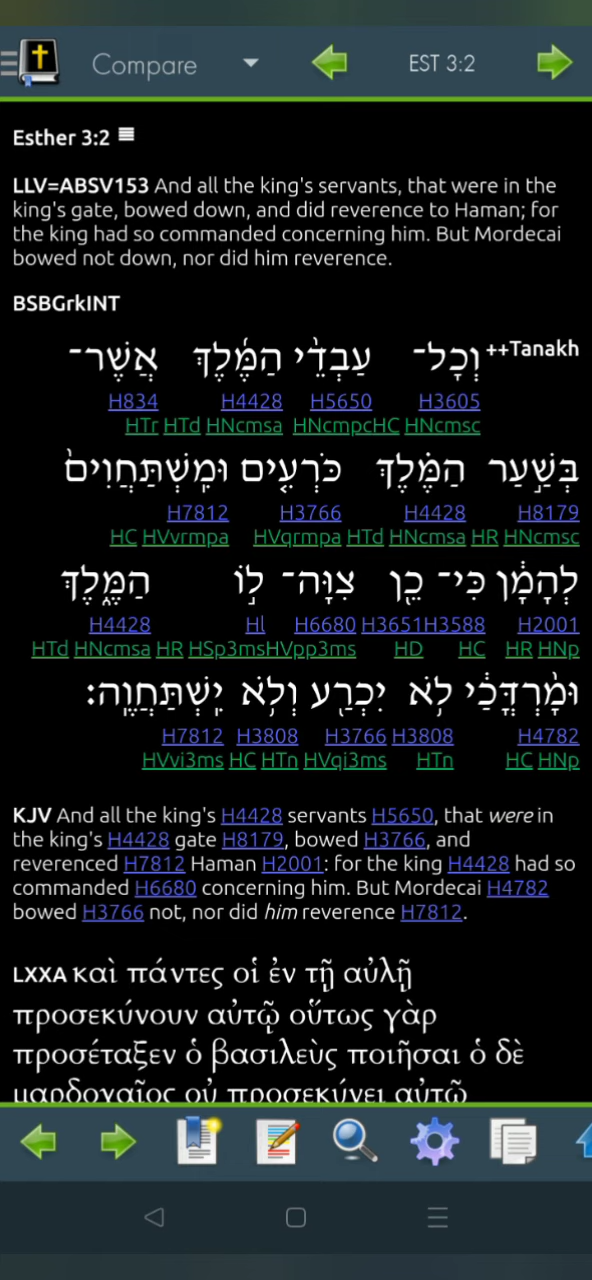 Compare
EST 3:2
Esther 3:2
LLV=ABSV153 And all the king's servants, that were in the
king's gate, bowed down, and did reverence to Haman; for
the king had so commanded concerning him. But Mordecai
bowed not down, nor did him reverence.
BSBGrkINT
++Tanakh וְכָל־ עַבְדֵ֨י הַמֶּ֜לֶךְ אֲשֶׁר־
H834 H4428 H5650 H3605
HTr HTd HNcmsa HNcmpcHC HNcmsc
בְּשַׁ֣עַר הַמֶּ֗לֶךְ כֹּרְעִ֤ים וּמִֽשְׁתַּחֲוִים֙
H7812 H3766 H4428 H8179
HC HVvrmpa HVqrmpa HTd HNcmsa HR HNcmsc
לְהָמָ֔ן כִּי־ כֵ֖ן צִוָּה־ ל֣וֹ הַמֶּ֑לֶךְ
H4428 Hl H6680 H3651H3588 H2001
HTd HNcmsa HR HSp3msHVpp3ms HD HC HR HNp
וּמָ֨רְדֳּכַ֔י לֹ֥א יִכְרַ֖ע וְלֹ֥א יִֽשְׁתַּחֲוֶֽה׃
H7812 H3808 H3766 H3808 H4782
HVvi3ms HC HTn HVqi3ms HTn HC HNp
KJV And all the king's H4428 servants H5650, that were in
the king's H4428 gate H8179, bowed H3766, and
reverenced H7812 Haman H2001: for the king H4428 had so
commanded H6680 concerning him. But Mordecai H4782
bowed H3766 not, nor did him reverence H7812.
LXXA καὶ πάντες οἱ ἐν τῇ αὐλῇ
προσεκύνουν αὐτῷ οὕτως γὰρ
προσέταξεν ὁ βασιλεὺς ποιῆσαι ὁ δὲ
μαρδοχαῖος οὐ προσεκύνει αὐτῷ